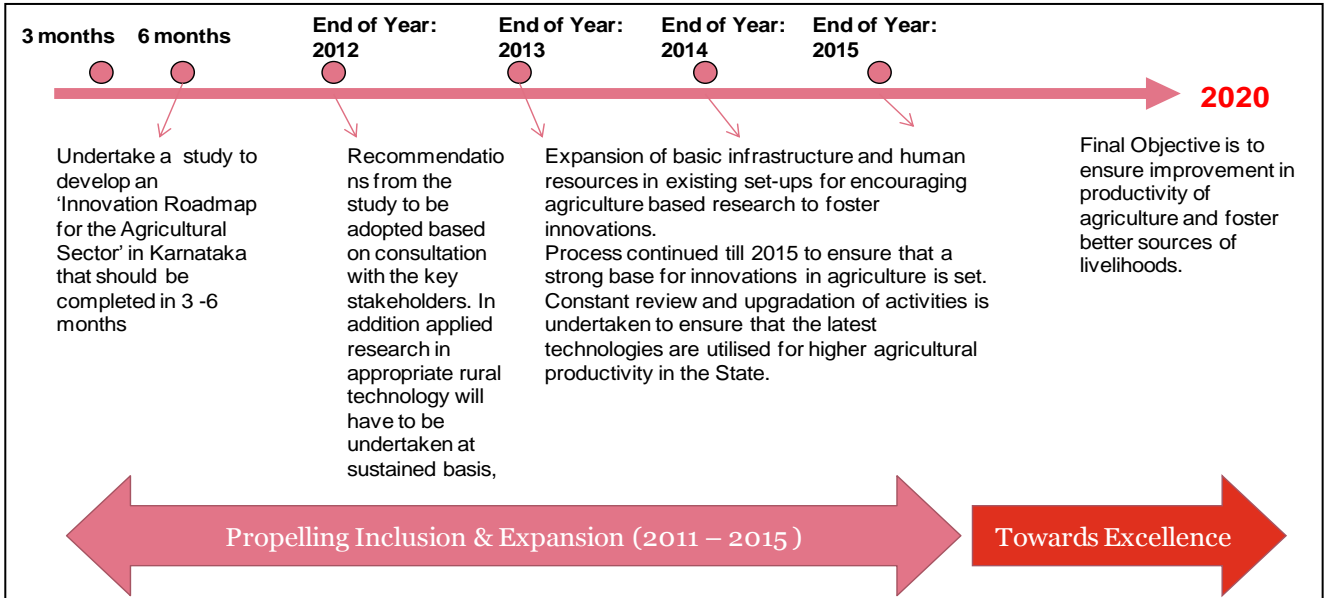 3 months
6 months
End of Year:
2012
End of Year:
2013
End of Year:
2014
End of Year:
2015
2020
Undertake a study to
develop an
‘Innovation Roadmap
for the Agricultural
Sector’ in Karnataka
that should be
completed in 3 -6
months
Recommendatio
ns from the
study to be
adopted based
on consultation
with the key
stakeholders. In
addition applied
research in
appropriate rural
technology will
have to be
undertaken at
sustained basis,
Expansion of basic infrastructure and human
resources in existing set-ups for encouraging
agriculture based research to foster
innovations.
Process continued till 2015 to ensure that a
strong base for innovations in agriculture is set.
Constant review and upgradation of activities is
undertaken to ensure that the latest
technologies are utilised for higher agricultural
productivity in the State.
Final Objective is to
ensure improvement in
productivity of
agriculture and foster
better sources of
livelihoods.
Propelling Inclusion & Expansion (2011 – 2015 )
Towards Excellence